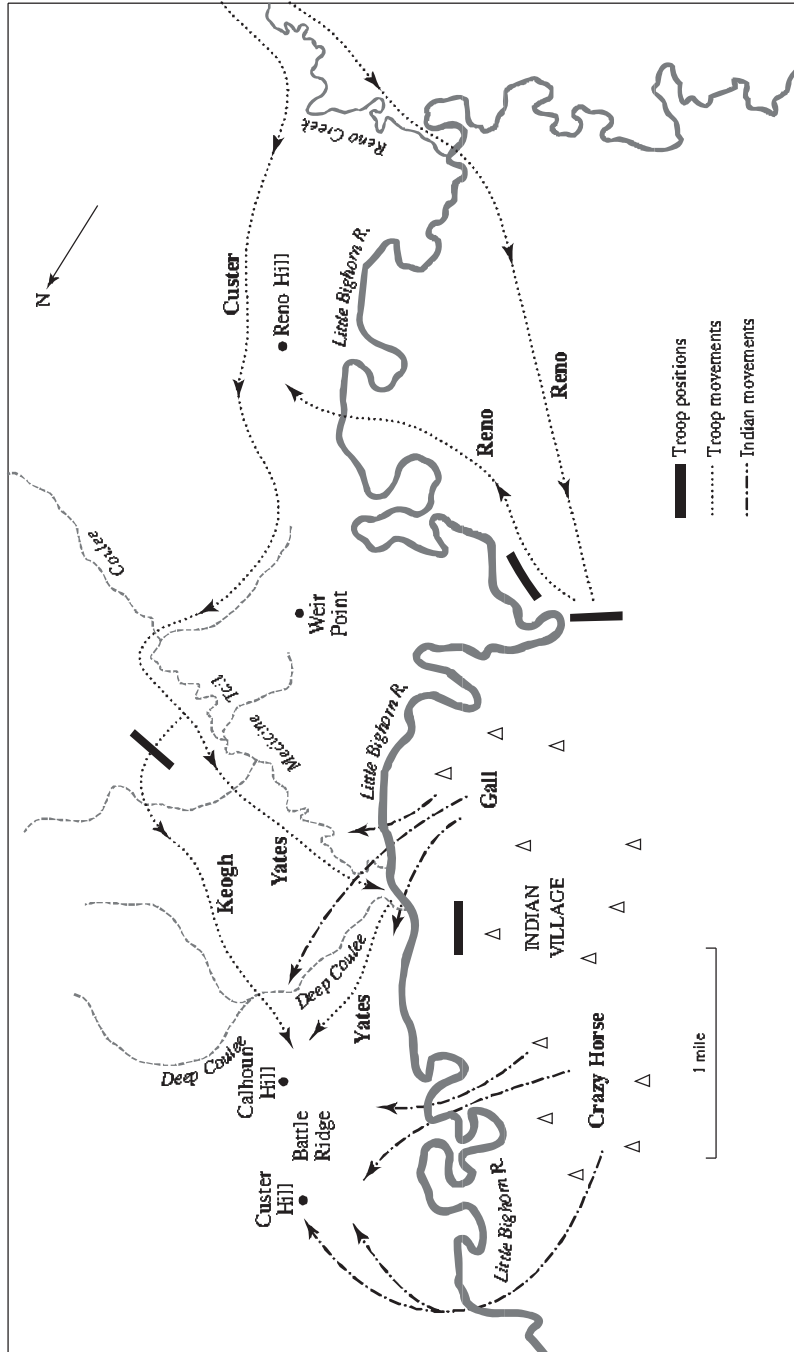 N
Reno Creek
Custer
Reno Hill
Little Bighorn R.
Reno
Reno
Troop positions
Troop movements
Indian movements
Coulee
Tail
Medicine
Weir
Point
Little Bighorn R.
Gall
Keogh
Yates
INDIAN
VILLAGE
Deep Coulee
Deep Coulee
Yates
Calhoun
Hill
Battle
Ridge
Custer
Hill
Crazy Horse
1 mile
Little Bighorn R.